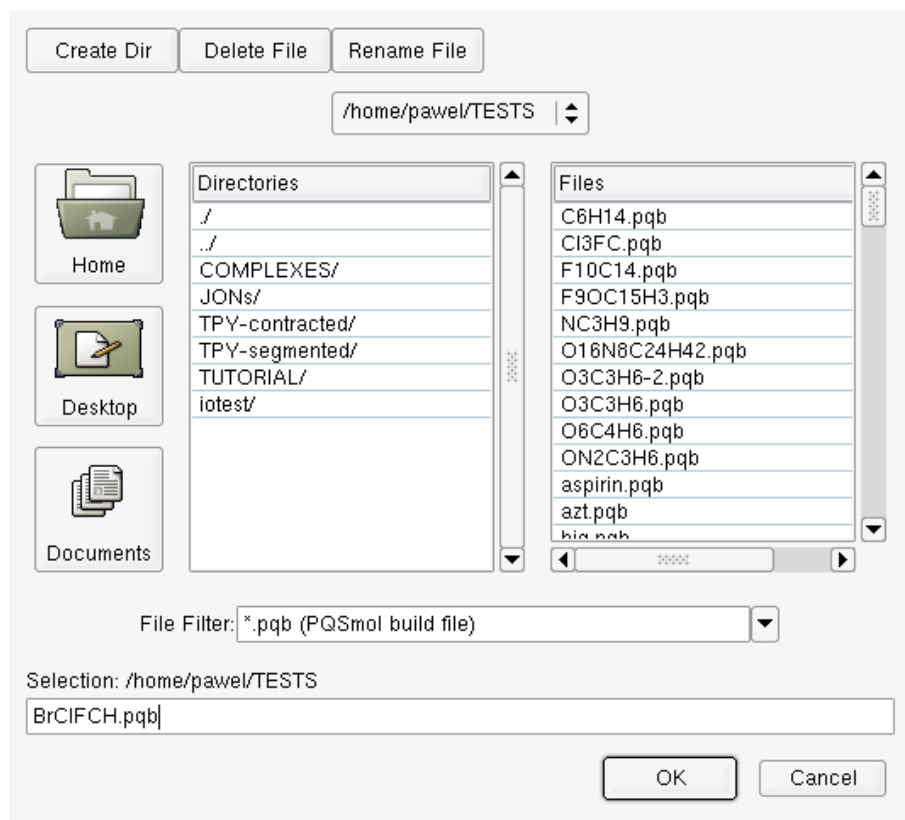 Create Dir
Delete File
Rename File
/home/pawel/TESTS
Home
Desktop
Documents
Directories
./
../
COMPLEXES/
JONs/
TPY-contracted/
TPY-segmented/
TUTORIAL/
iotest/
Files
C6H14.pqb
Cl3FC.pqb
F10C14.pqb
F9OC15H3.pqb
NC3H9.pqb
O16N8C24H42.pqb
O3C3H6-2.pqb
O3C3H6.pqb
O6C4H6.pqb
ON2C3H6.pqb
aspirin.pqb
azt.pqb
File Filter: *.pqb (PQSmol build file)
Selection: /home/pawel/TESTS
BrClFCH.pqb
OK
Cancel